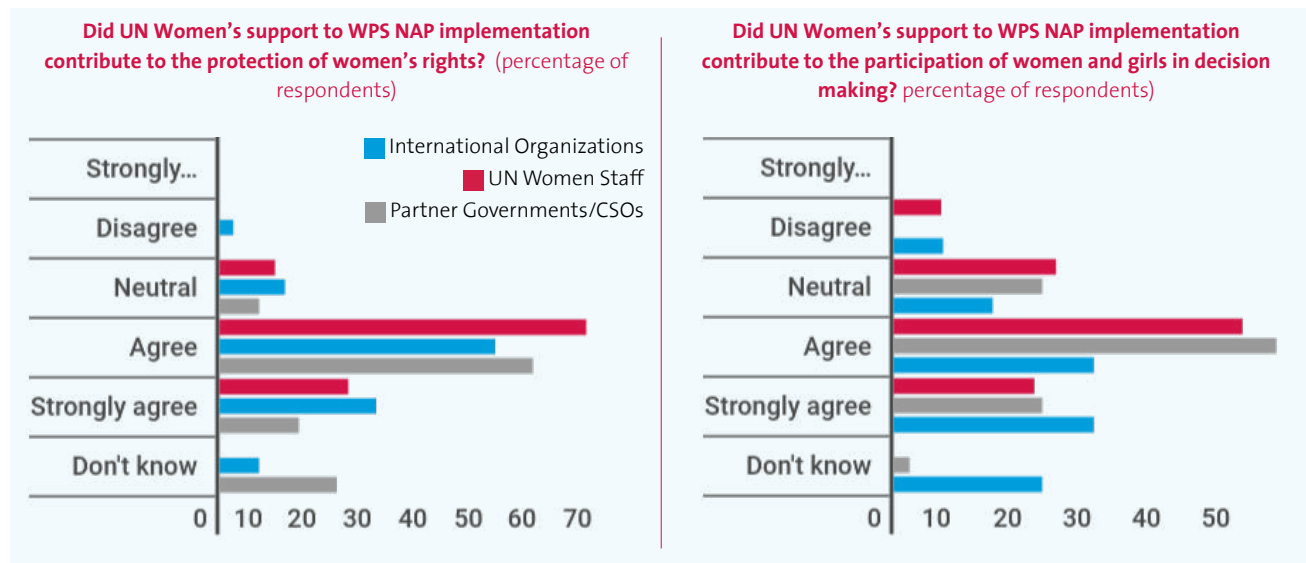 Did UN Women’s support to WPS NAP implementation
contribute to the protection of women’s rights? (percentage of
respondents)
International Organizations
UN Women Staff
Partner Governments/CSOs
Strongly...
Disagree
Neutral
Agree
Strongly agree
Don't know
0 10 20 30 40 50 60 70
Did UN Women’s support to WPS NAP implementation
contribute to the participation of women and girls in decision
making? percentage of respondents)
Strongly...
Disagree
Neutral
Agree
Strongly agree
Don't know
0 10 20 30 40 50